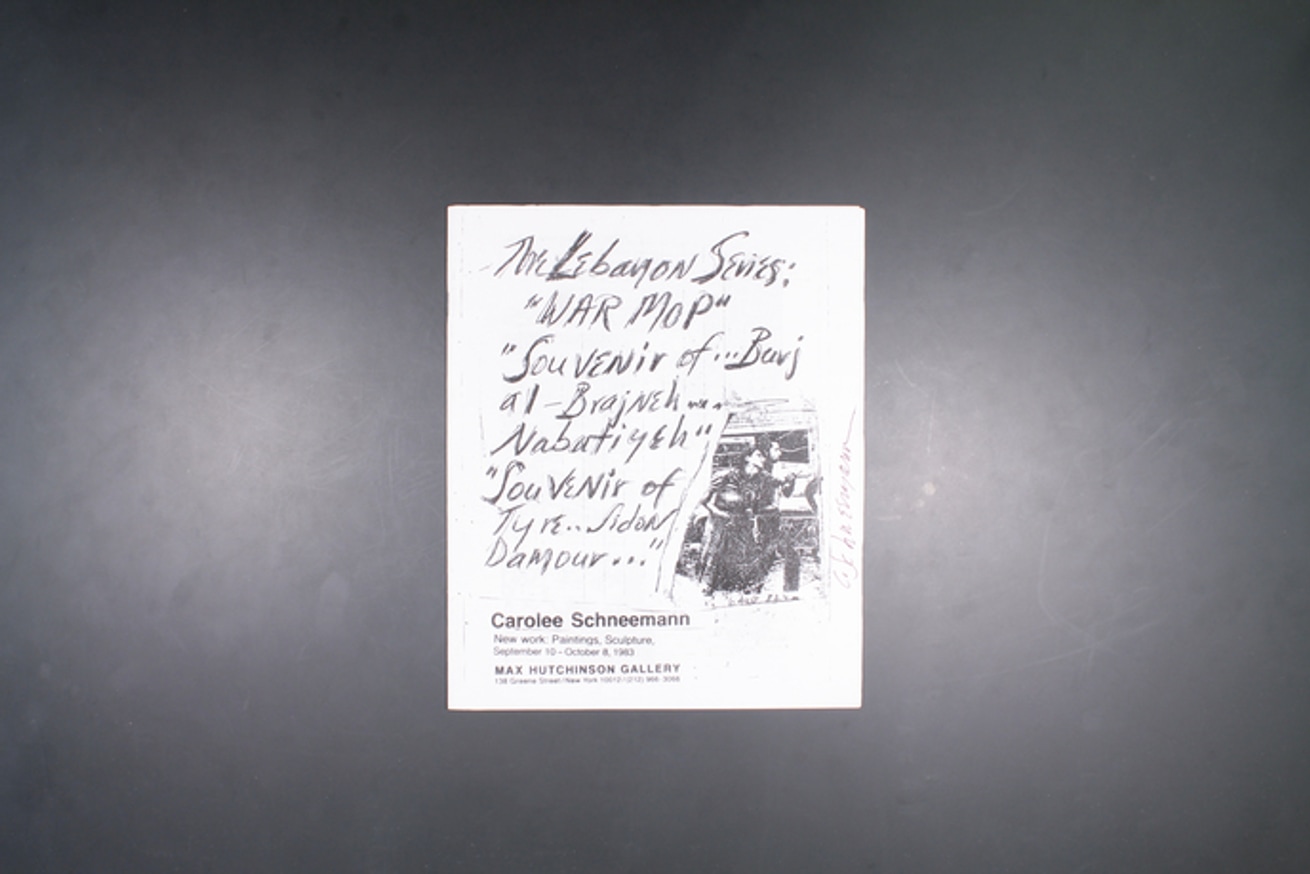 The Lebanon Series:
"WAR MOP"
"Souvenir of...Burj
al-Brajneh...
Nabatiyeh"
"Souvenir of
Tyre..Sidon
Damour..."
Carolee Schneemann
New work: Paintings, Sculpture,
September 10 – October 8, 1983
MAX HUTCHINSON GALLERY
138 Greene Street/New York 10012/(212) 966-3066